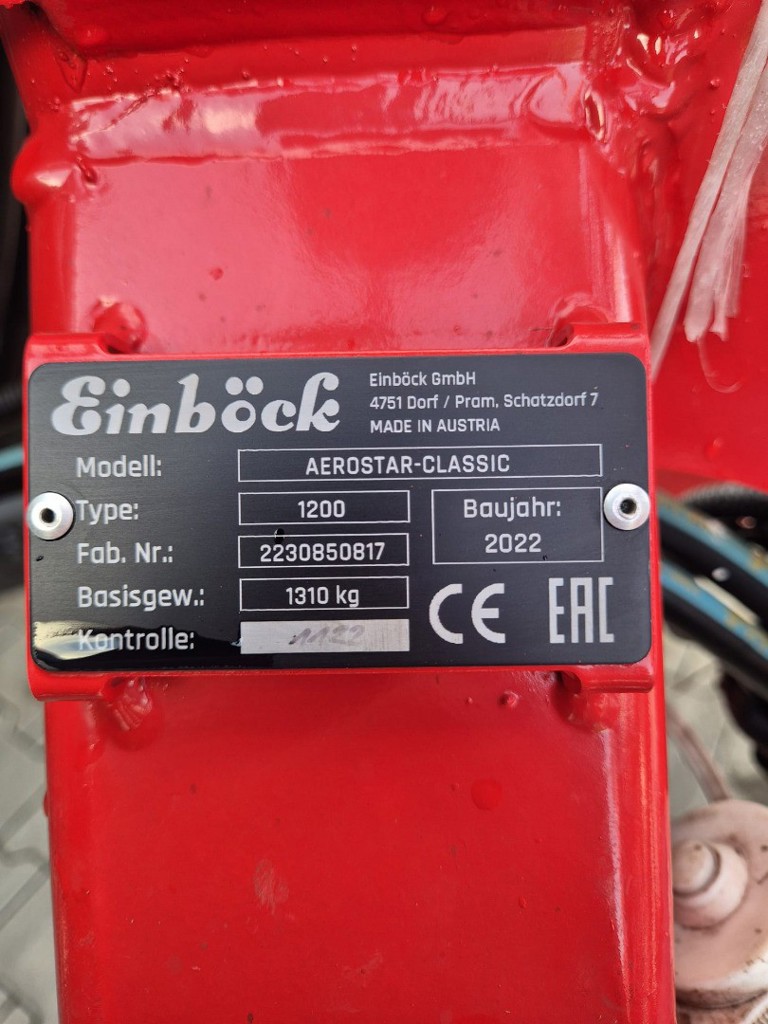 Einböck
Einböck GmbH
4751 Dorf / Pram, Schatzdorf 7
MADE IN AUSTRIA
Modell: AEROSTAR-CLASSIC
Type: 1200
Baujahr:
2022
Fab. Nr.: 2230850817
Basisgew.: 1310 kg
Kontrolle: 1122
CE EAC